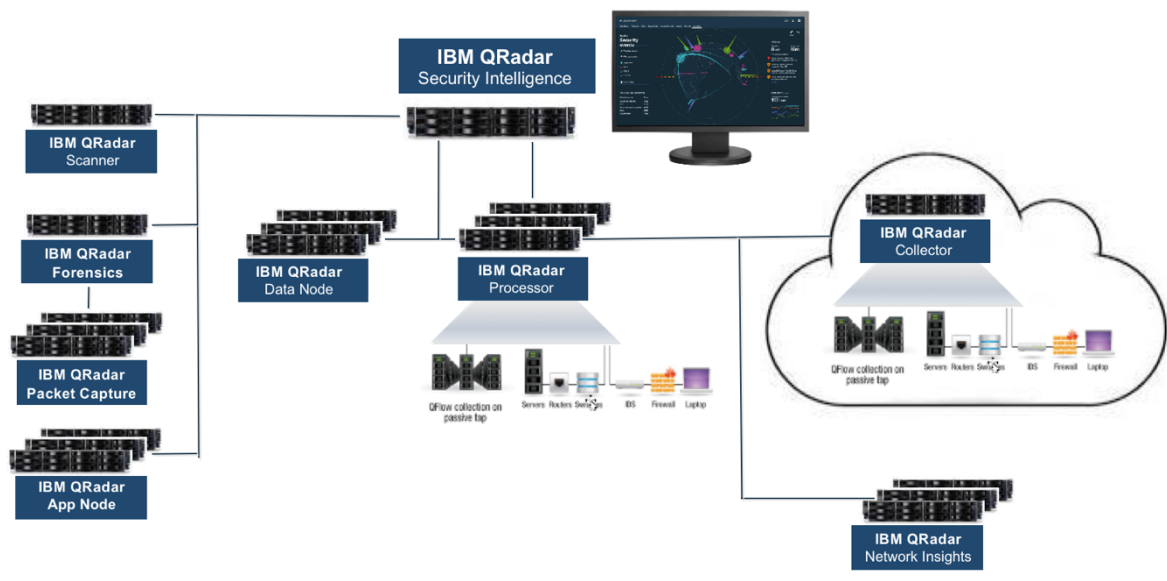 IBM QRadar
Security Intelligence
Security
events
IBM QRadar
Scanner
IBM QRadar
Forensics
IBM QRadar
Packet Capture
IBM QRadar
App Node
IBM QRadar
Data Node
IBM QRadar
Processor
QFlow collection on
passive tap
Servers Routers IDS Firewall Laptop
IBM QRadar
Collector
QFlow collection on
passive tap
Servers Routers IDS Firewall Laptop
IBM QRadar
Network Insights